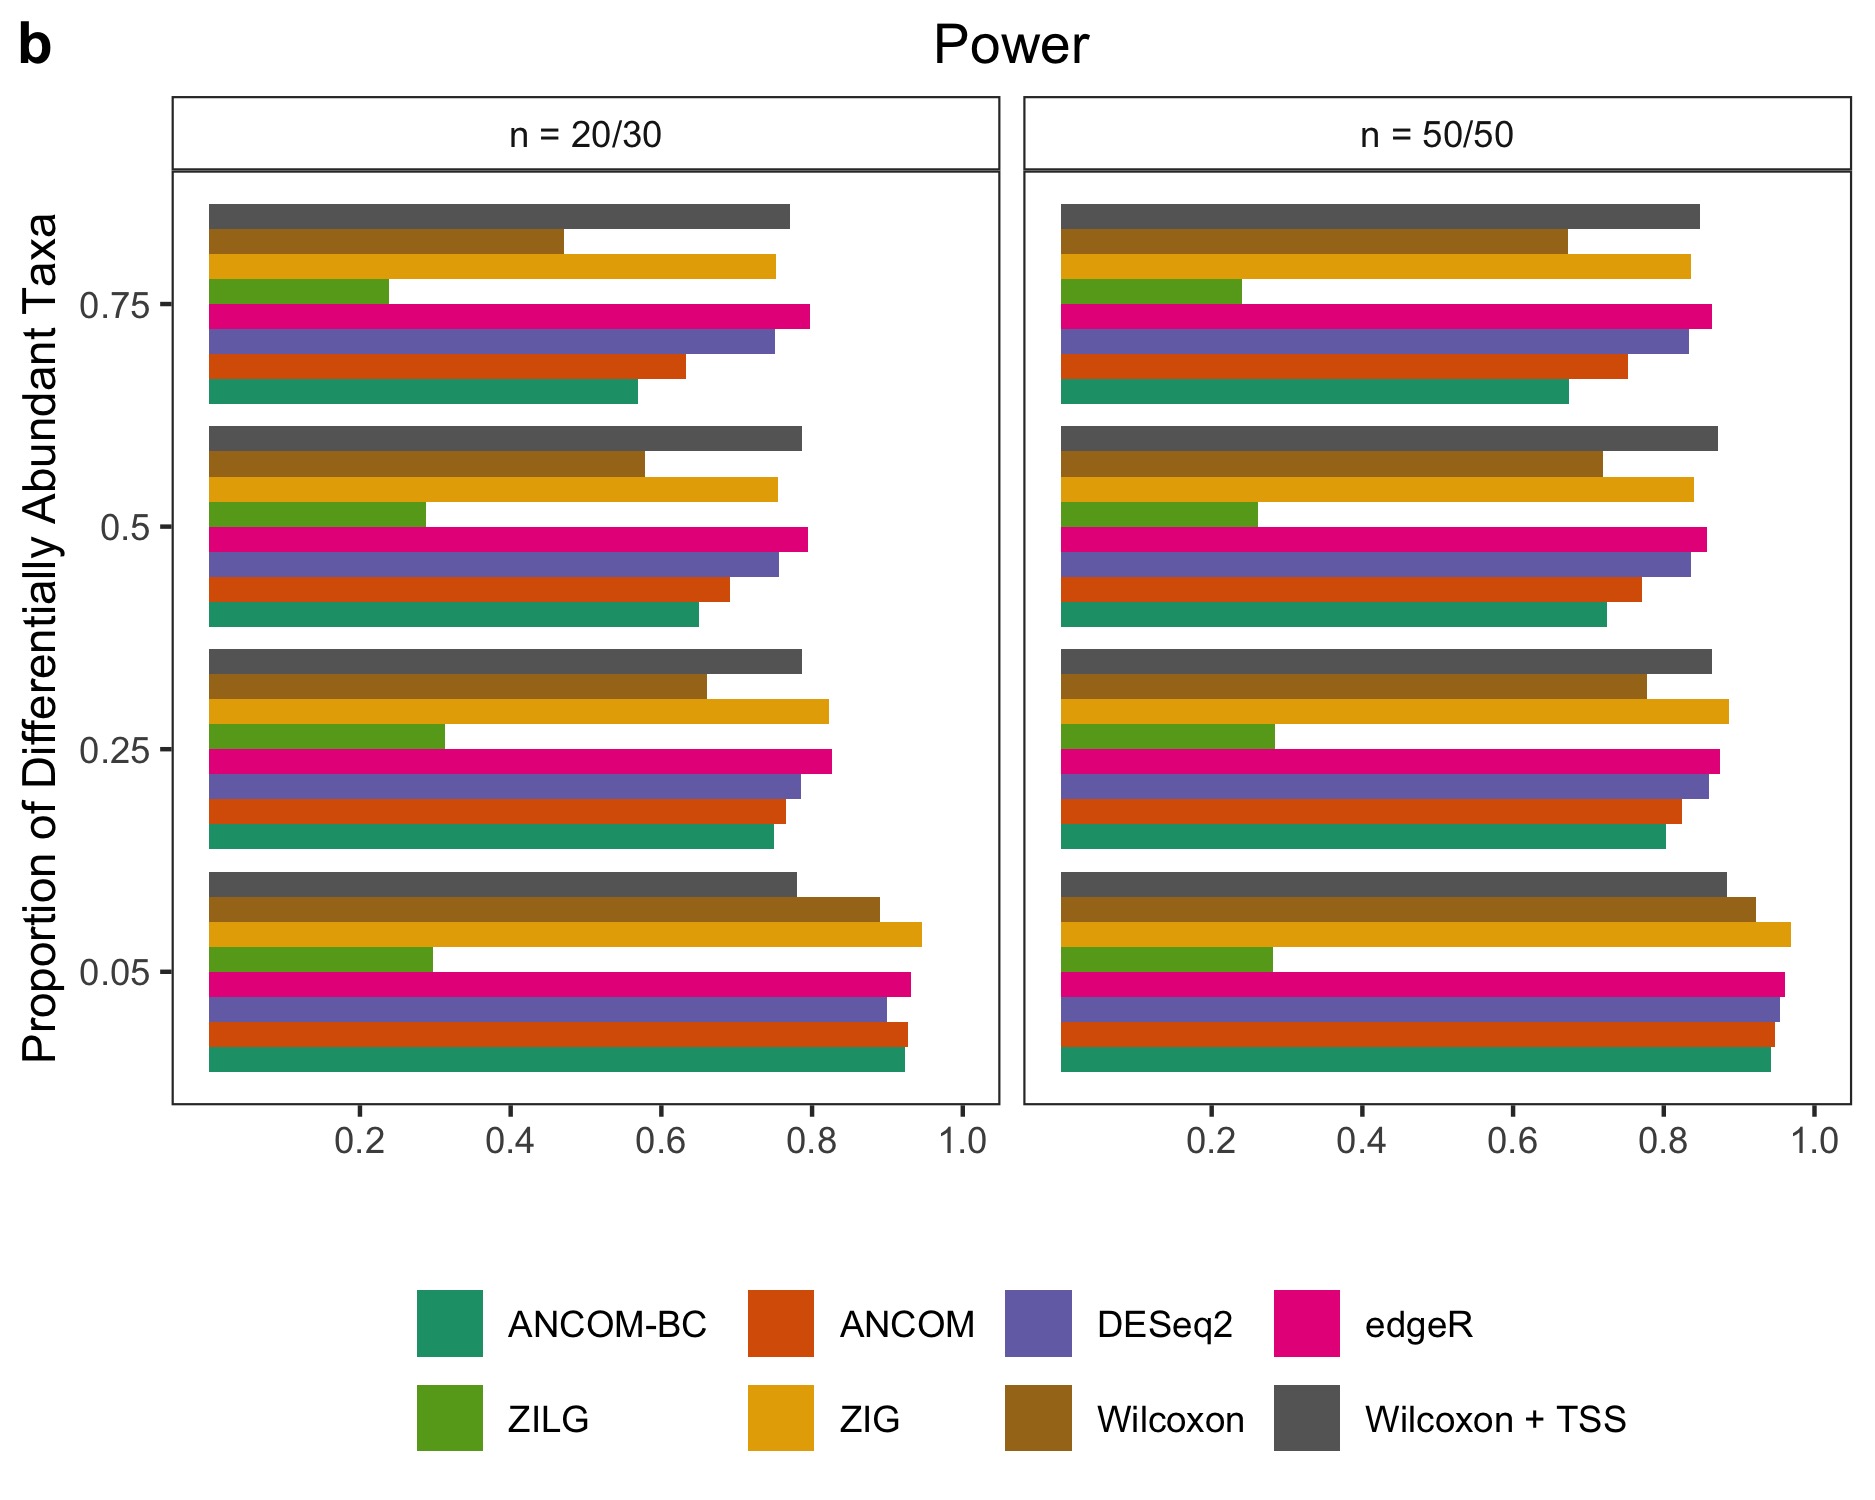 b
Power
n = 20/30
n = 50/50
Proportion of Differentially Abundant Taxa
0.75
0.5
0.25
0.05
0.2 0.4 0.6 0.8 1.0
0.2 0.4 0.6 0.8 1.0
ANCOM-BC ANCOM DESeq2 edgeR
ZILG ZIG Wilcoxon Wilcoxon + TSS